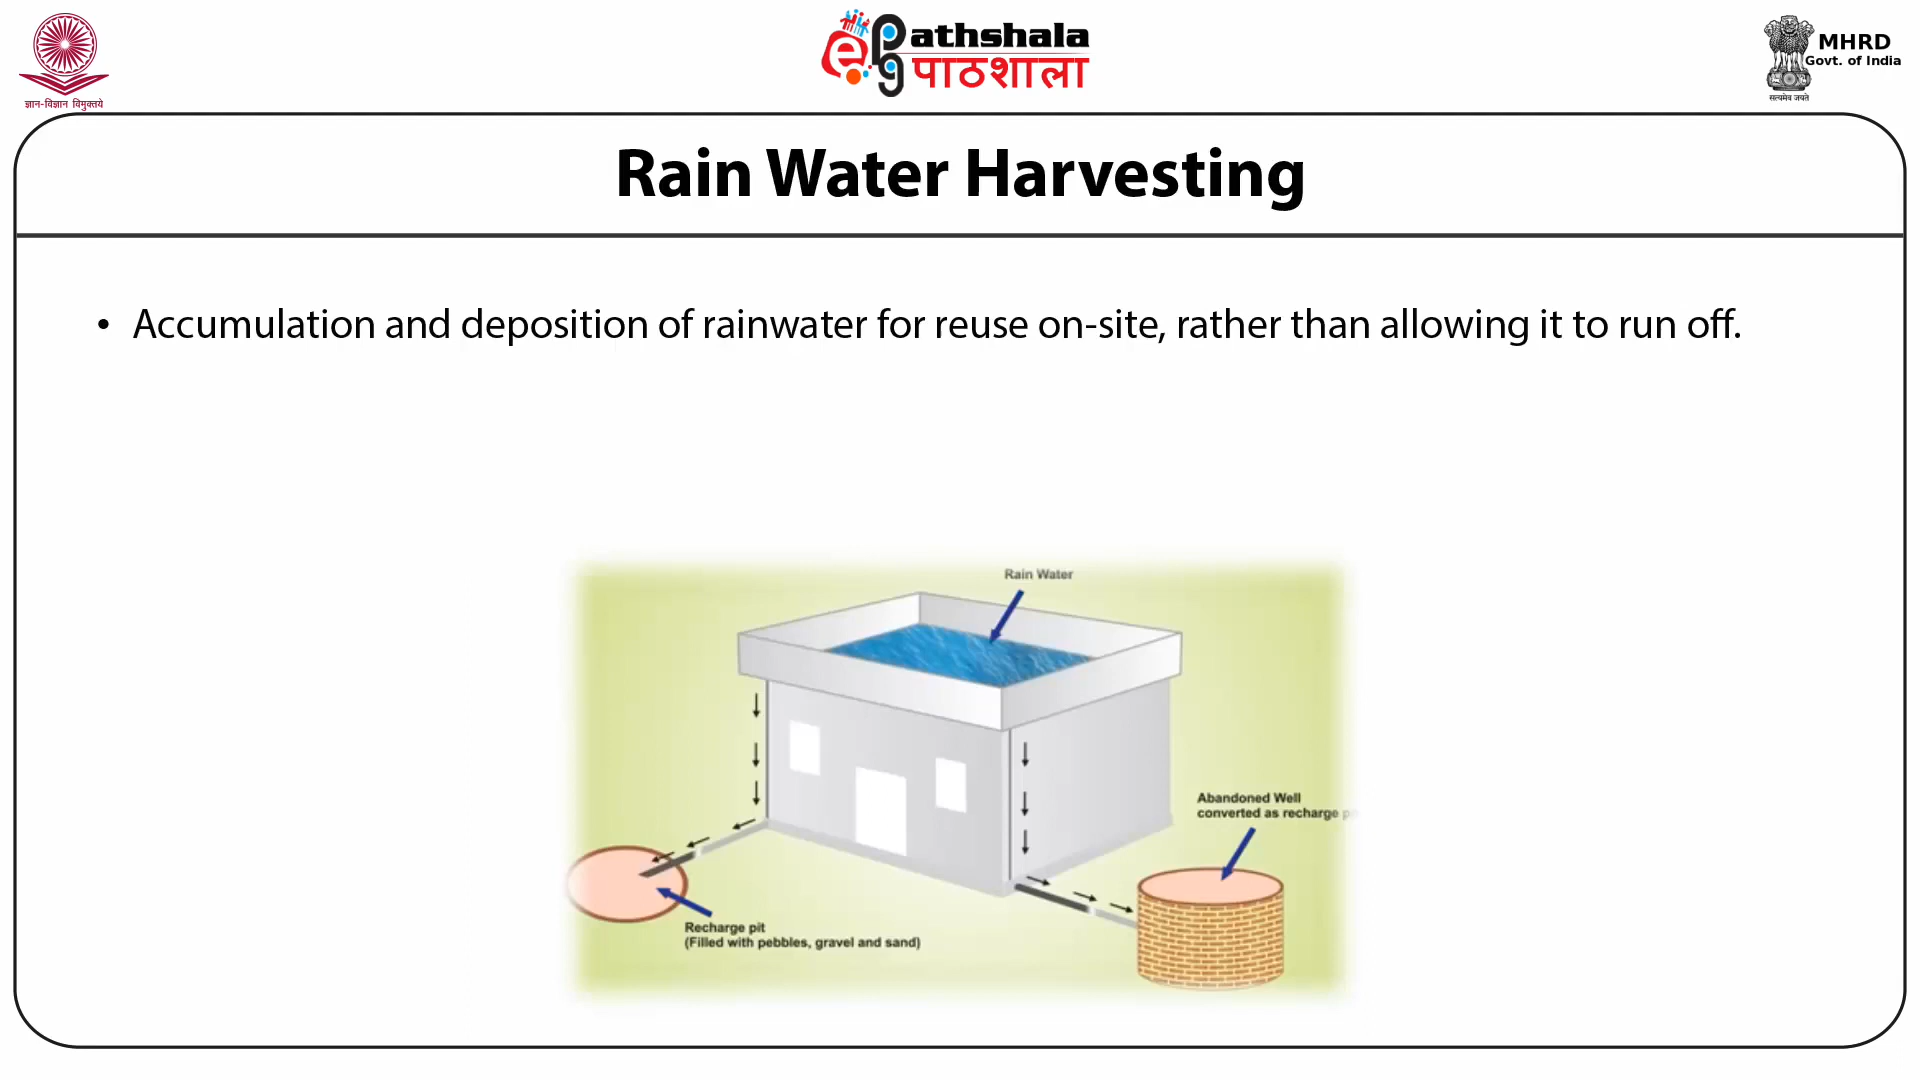 ज्ञान-विज्ञान विमुक्तये
ePathshala
पाठशाला
MHRD
Govt. of India
सत्यमेव जयते
Rain Water Harvesting
• Accumulation and deposition of rainwater for reuse on-site, rather than allowing it to run off.
Rain Water
Abandoned Well
converted as recharge
Recharge pit
(Filled with pebbles, gravel and sand)